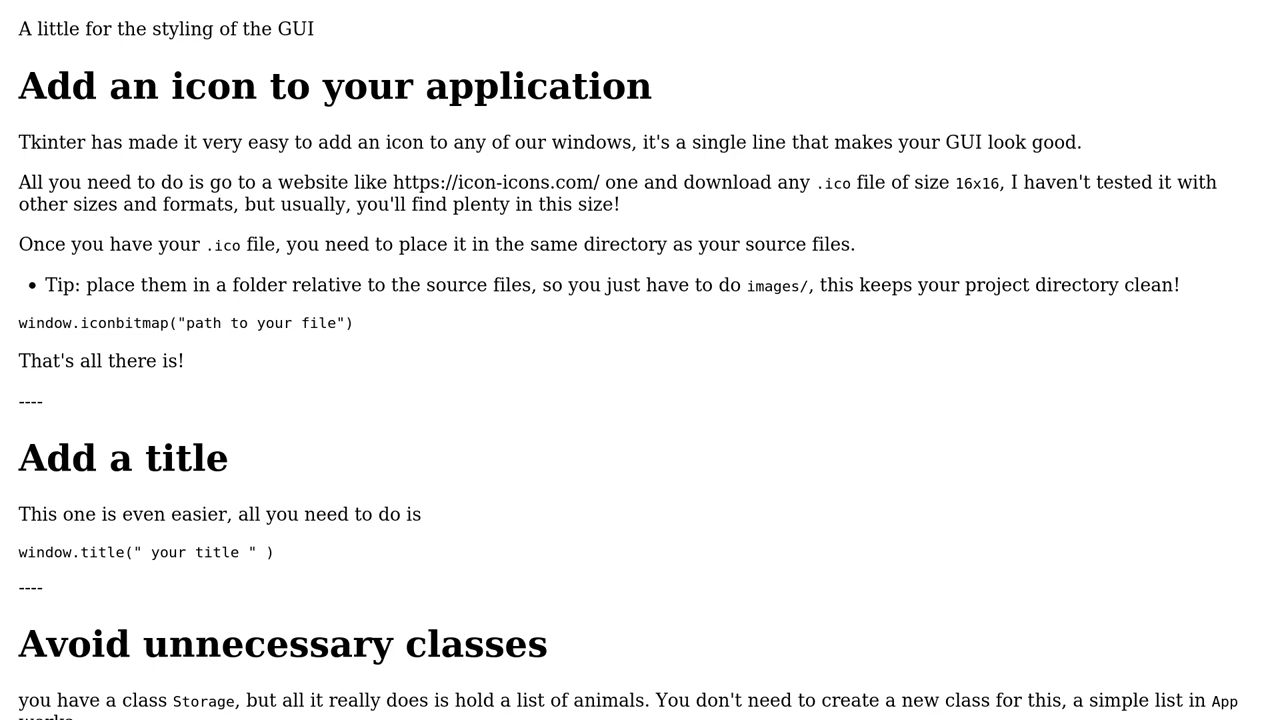 A little for the styling of the GUI
Add an icon to your application
Tkinter has made it very easy to add an icon to any of our windows, it's a single line that makes your GUI look good.
All you need to do is go to a website like https://icon-icons.com/ one and download any .ico file of size 16x16, I haven't tested it with
other sizes and formats, but usually, you'll find plenty in this size!
Once you have your .ico file, you need to place it in the same directory as your source files.
• Tip: place them in a folder relative to the source files, so you just have to do images/, this keeps your project directory clean!
window.iconbitmap("path to your file")
That's all there is!
----
Add a title
This one is even easier, all you need to do is
window.title(" your title " )
----
Avoid unnecessary classes
you have a class Storage, but all it really does is hold a list of animals. You don't need to create a new class for this, a simple list in App